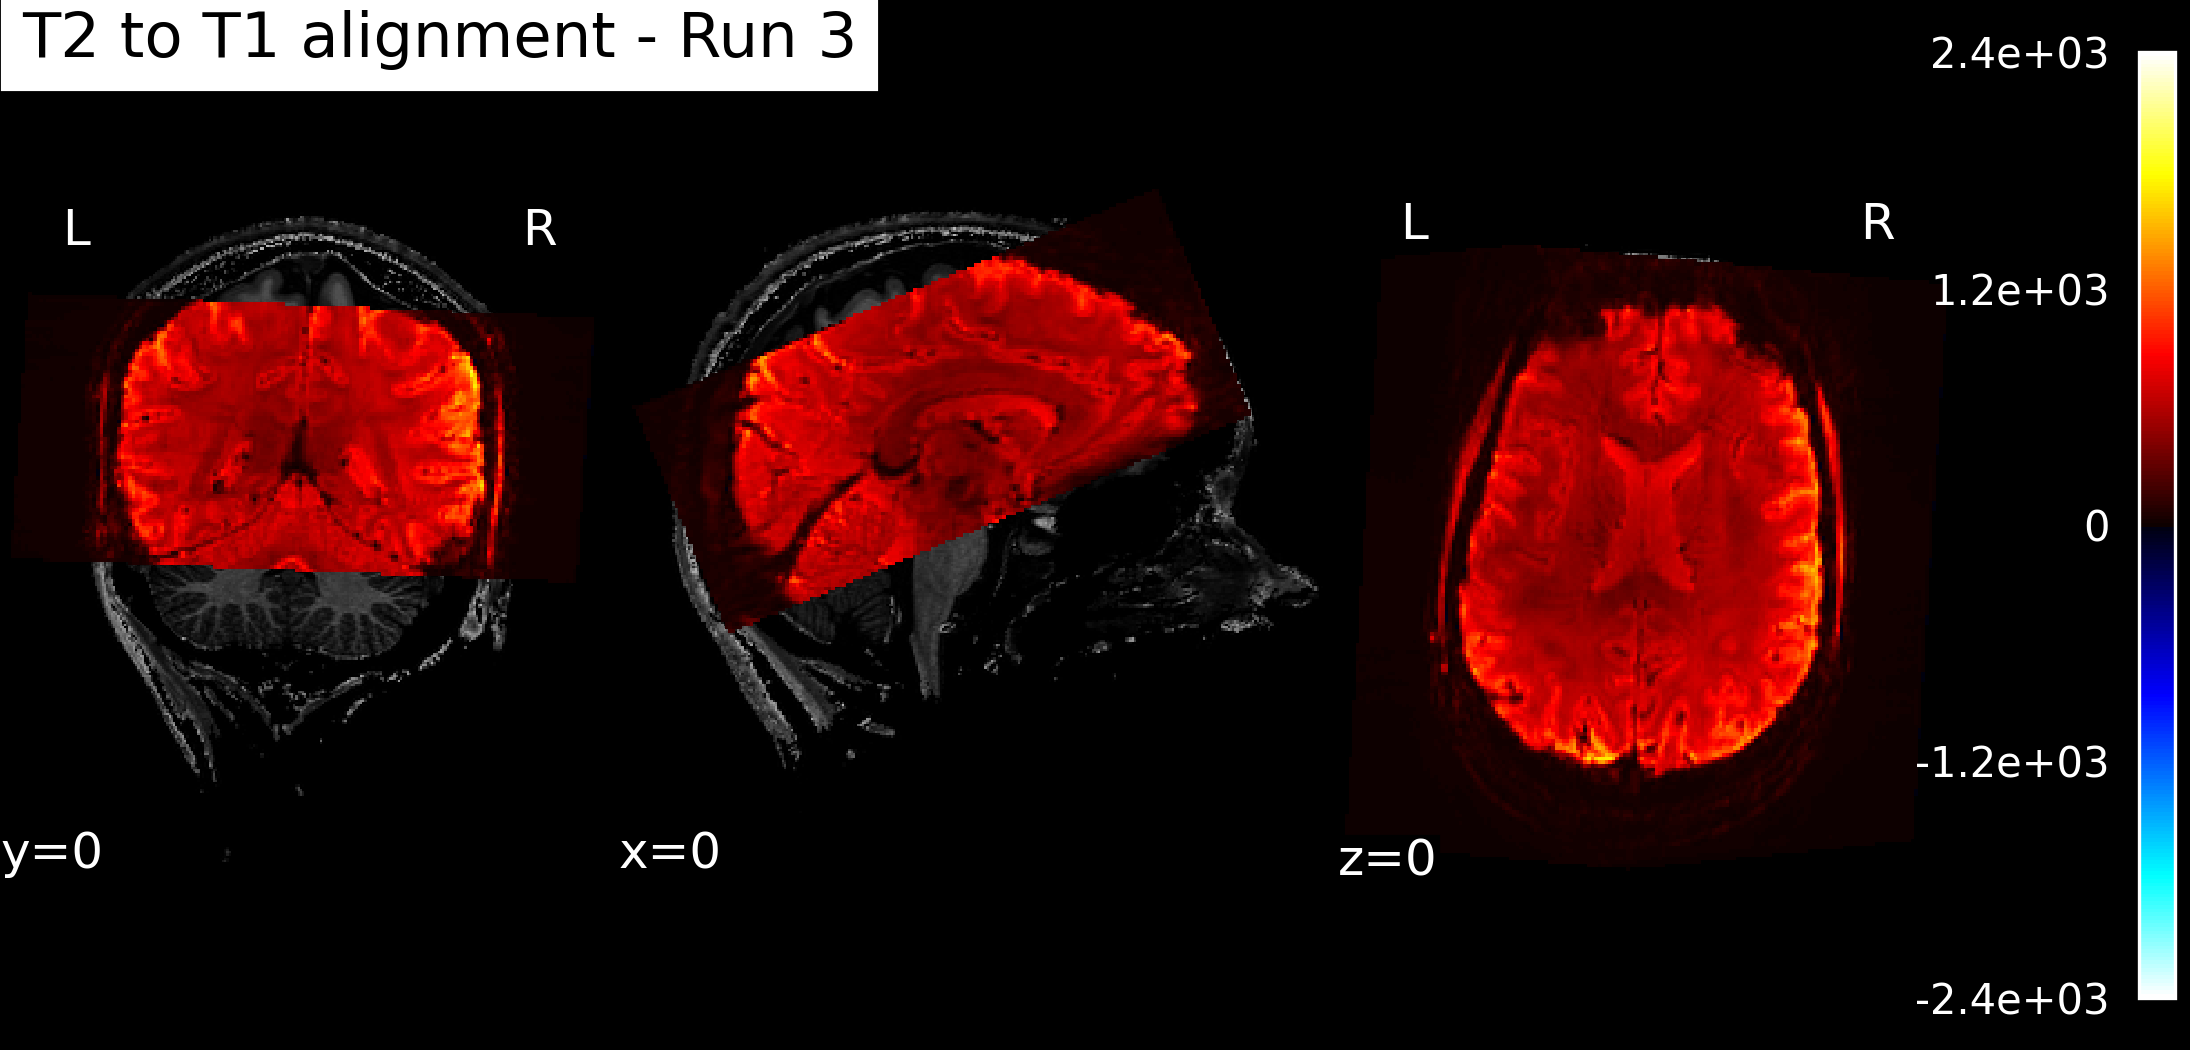 T2 to T1 alignment - Run 3
L
R
L
R
y=0
x=0
z=0
2.4e+03
1.2e+03
0
-1.2e+03
-2.4e+03